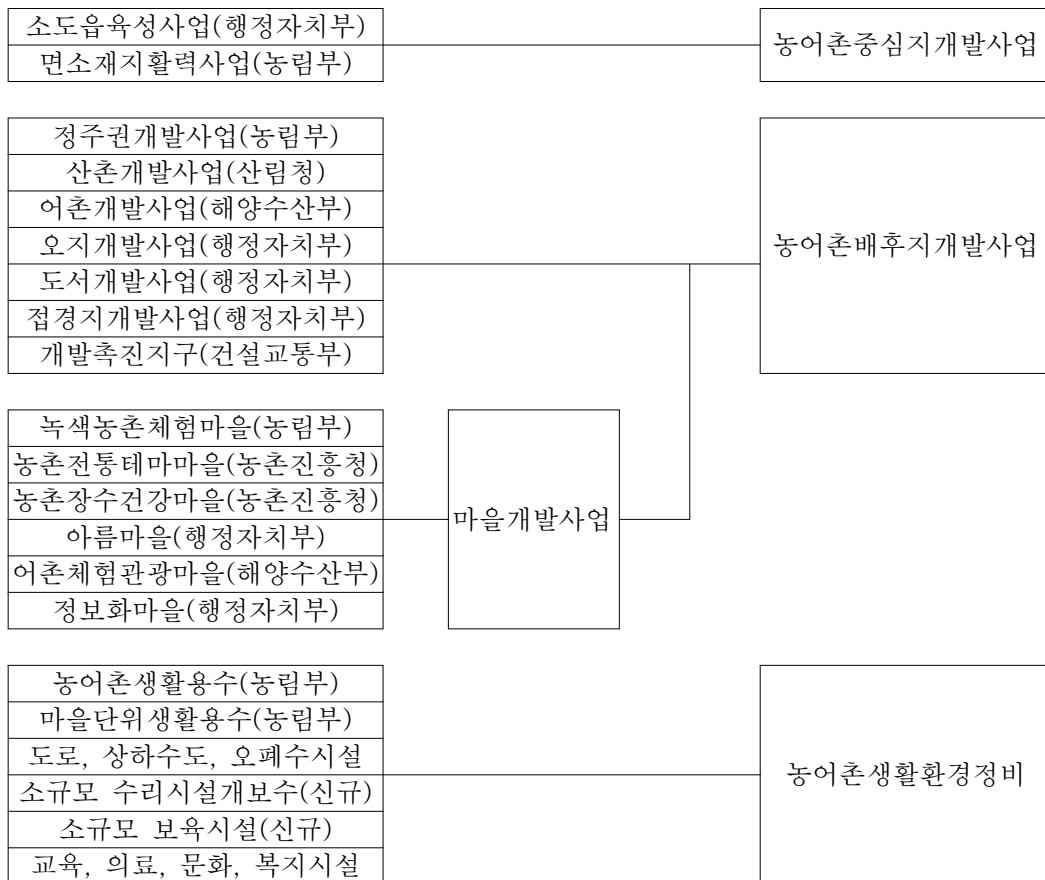 소도읍육성사업(행정자치부)
면소재지활력사업(농림부)
농어촌중심지개발사업
정주권개발사업(농림부)
산촌개발사업(산림청)
어촌개발사업(해양수산부)
오지개발사업(행정자치부)
도서개발사업(행정자치부)
접경지개발사업(행정자치부)
개발촉진지구(건설교통부)
농어촌배후지개발사업
녹색농촌체험마을(농림부)
농촌전통테마마을(농촌진흥청)
농촌장수건강마을(농촌진흥청)
아름마을(행정자치부)
어촌체험관광마을(해양수산부)
정보화마을(행정자치부)
마을개발사업
농어촌생활용수(농림부)
마을단위생활용수(농림부)
도로, 상하수도, 오폐수시설
소규모 수리시설개보수(신규)
소규모 보육시설(신규)
교육, 의료, 문화, 복지시설
농어촌생활환경정비